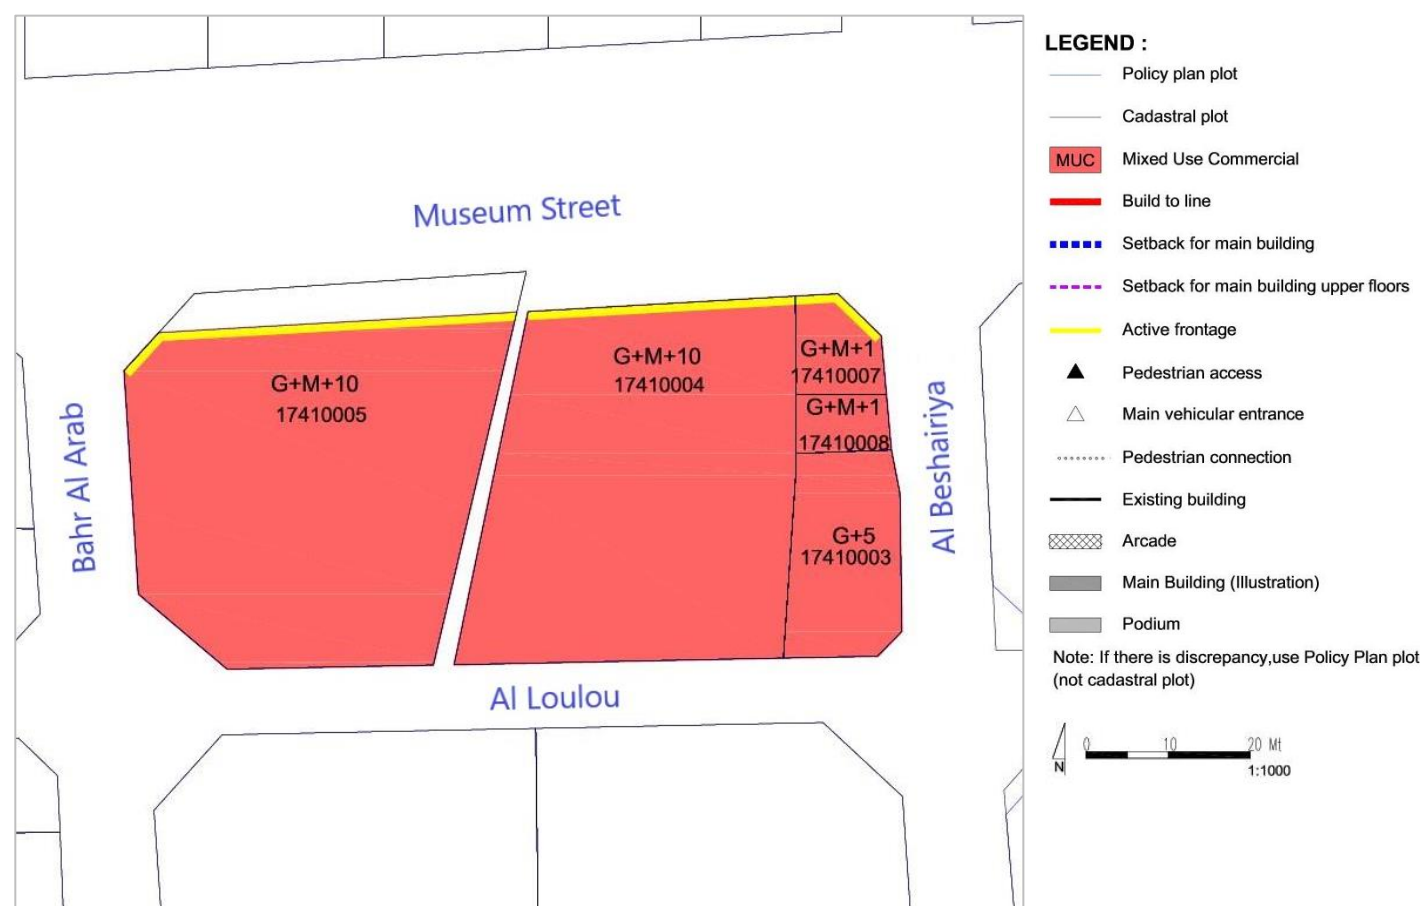 Museum Street
G+M+10
17410005
G+M+10
17410004
G+M+1
17410007
G+M+1
17410008
G+5
17410003
Bahr Al Arab
Al Beshairiya
Al Loulou
LEGEND :
Policy plan plot
Cadastral plot
MUC Mixed Use Commercial
Build to line
Setback for main building
Setback for main building upper floors
Active frontage
Pedestrian access
Main vehicular entrance
Pedestrian connection
Existing building
Arcade
Main Building (Illustration)
Podium
Note: If there is discrepancy,use Policy Plan plot
(not cadastral plot)
N
0 10 20 Mt
1:1000